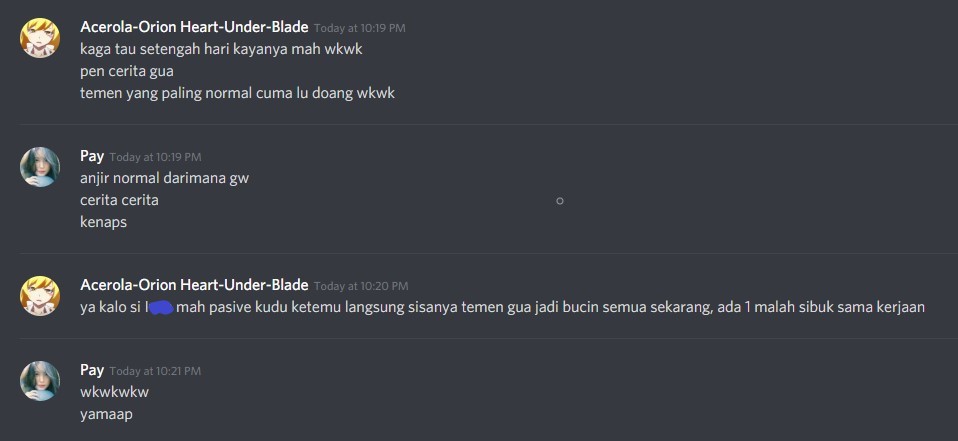 Acerola-Orion Heart-Under-Blade Today at 10:19 PM
kaga tau setengah hari kayanya mah wkwk
pen cerita gua
temen yang paling normal cuma lu doang wkwk
Pay Today at 10:19 PM
anjir normal darimana gw
cerita cerita
kenaps
Acerola-Orion Heart-Under-Blade Today at 10:20 PM
ya kalo si mah pasive kudu ketemu langsung sisanya temen gua jadi bucin semua sekarang, ada 1 malah sibuk sama kerjaan
Pay Today at 10:21 PM
wkwkwkw
yamaap